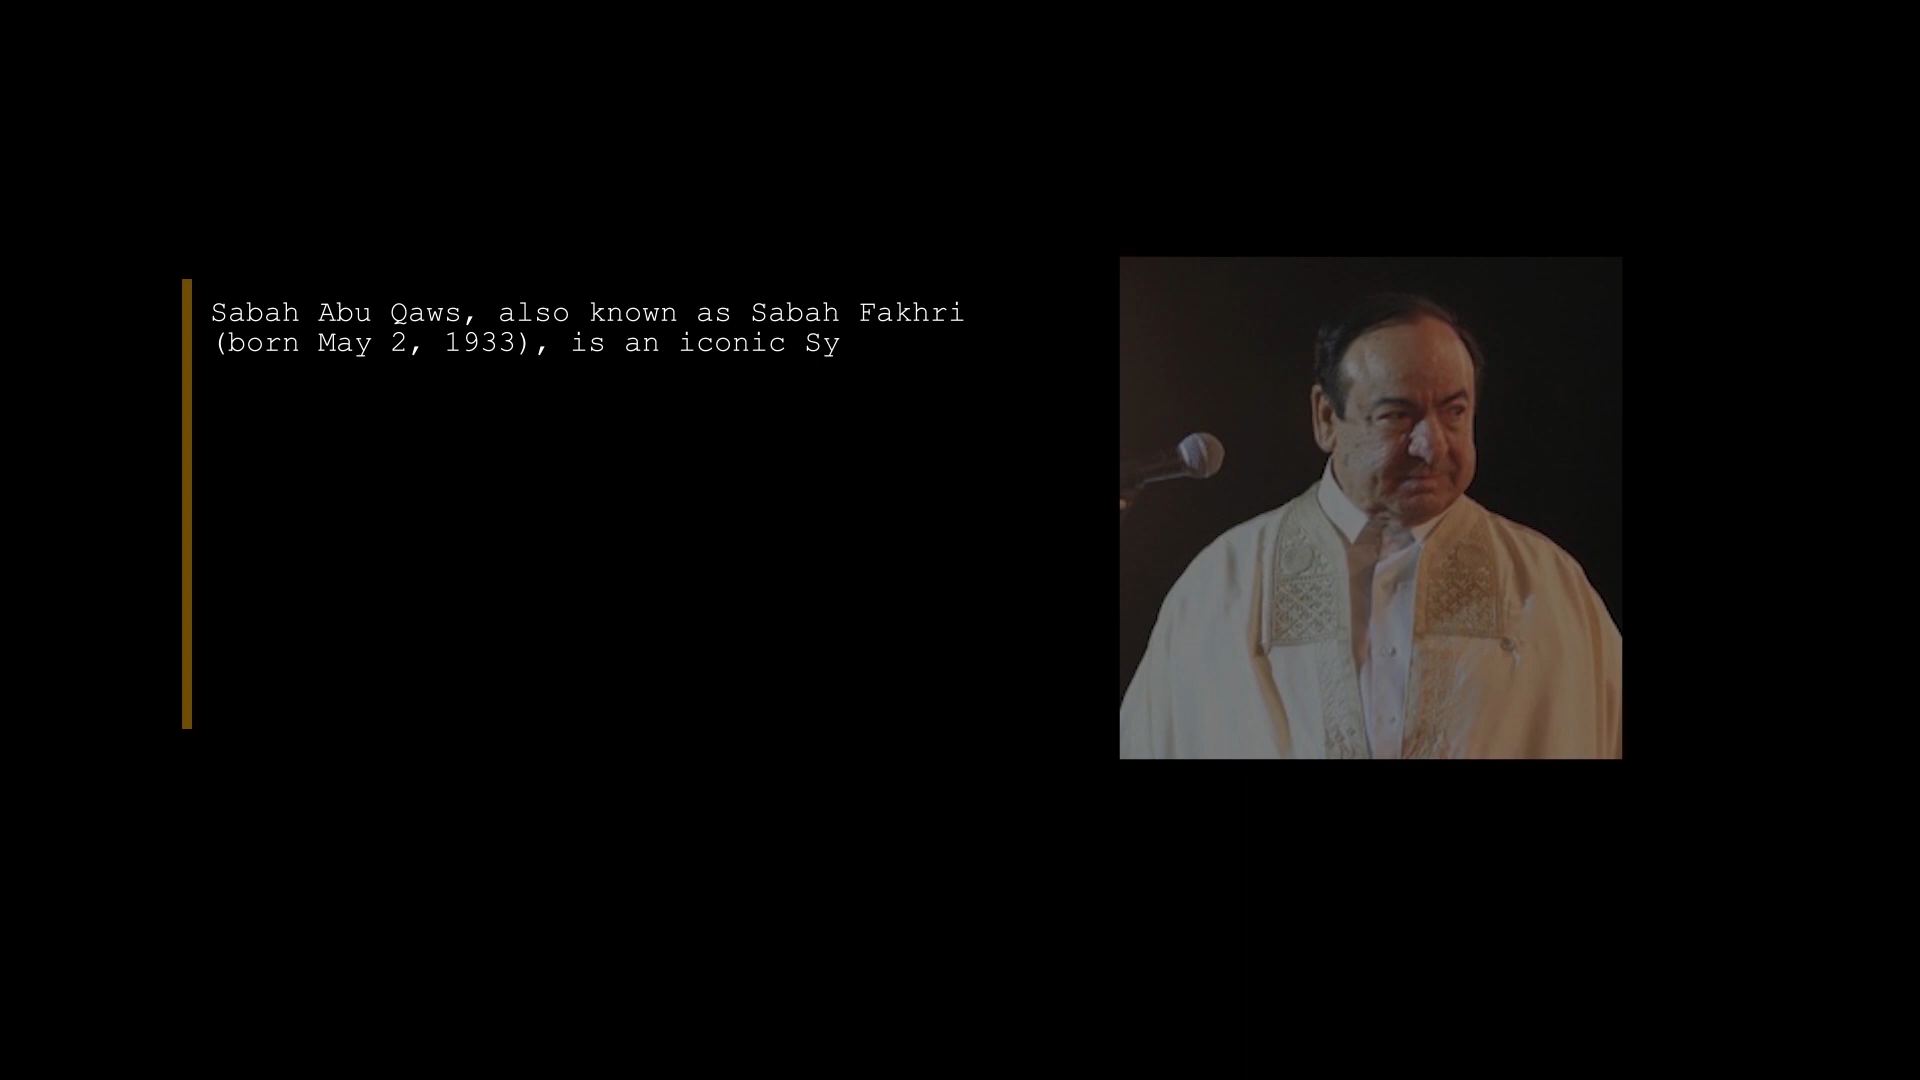 Sabah Abu Qaws, also known as Sabah Fakhri
(born May 2, 1933), is an iconic Sy